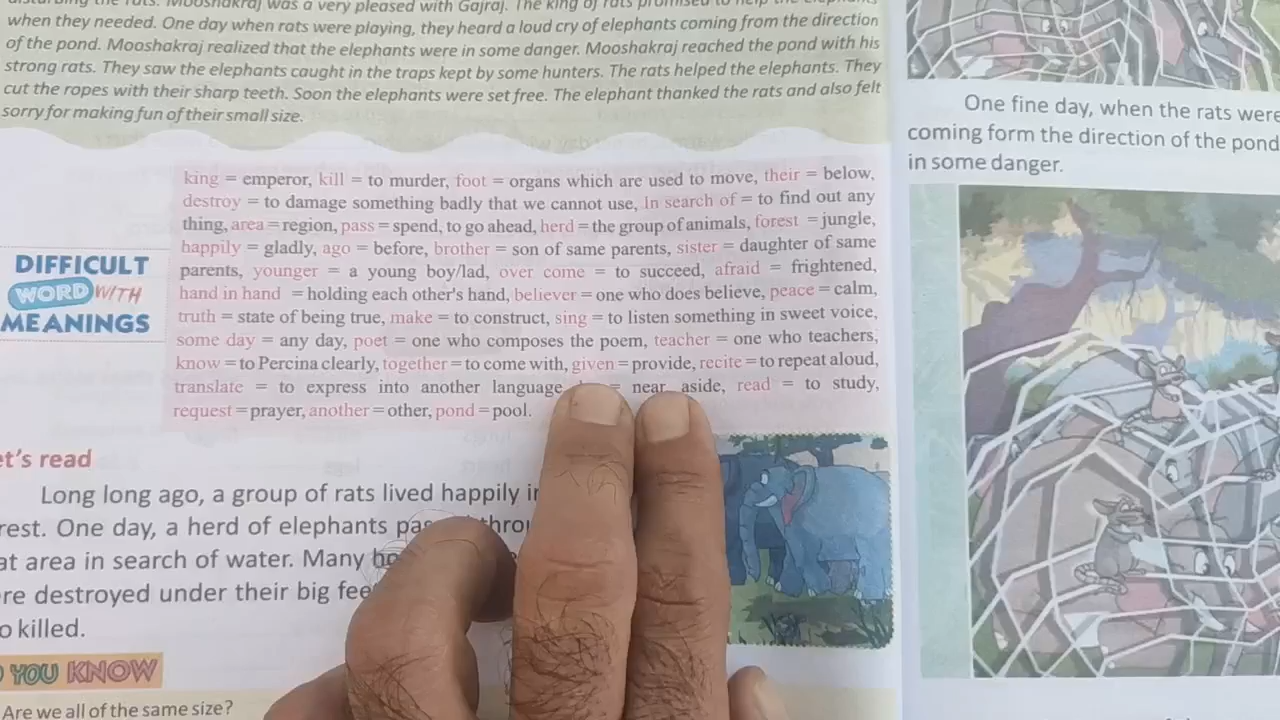 disturbing the rats. Mooshakraj was a very pleased with Gajraj. The king of rats promised to help the elephants
when they needed. One day when rats were playing, they heard a loud cry of elephants coming from the direction
of the pond. Mooshakraj realized that the elephants were in some danger. Mooshakraj reached the pond with his
strong rats. They saw the elephants caught in the traps kept by some hunters. The rats helped the elephants. They
cut the ropes with their sharp teeth. Soon the elephants were set free. The elephant thanked the rats and also felt
sorry for making fun of their small size.
DIFFICULT
WORD WITH
MEANINGS
king = emperor, kill = to murder, foot = organs which are used to move, their = below,
destroy = to damage something badly that we cannot use, In search of = to find out any
thing, area = region, pass = spend, to go ahead, herd = the group of animals, forest = jungle,
happily = gladly, ago = before, brother = son of same parents, sister = daughter of same
parents, younger = a young boy/lad, over come = to succeed, afraid = frightened,
hand in hand = holding each other's hand, believer = one who does believe, peace = calm,
truth = state of being true, make = to construct, sing = to listen something in sweet voice,
some day = any day, poet = one who composes the poem, teacher = one who teachers,
know = to Percina clearly, together = to come with, given = provide, recite = to repeat aloud,
translate = to express into another language = near aside, read = to study,
request = prayer, another = other, pond = pool.
et's read
Long long ago, a group of rats lived happily
rest. One day, a herd of elephants
at area in search of water. Many
re destroyed under their big
o killed.
YOU KNOW
Are we all of the same size?
One fine day, when the rats were
coming form the direction of the pond
in some danger.